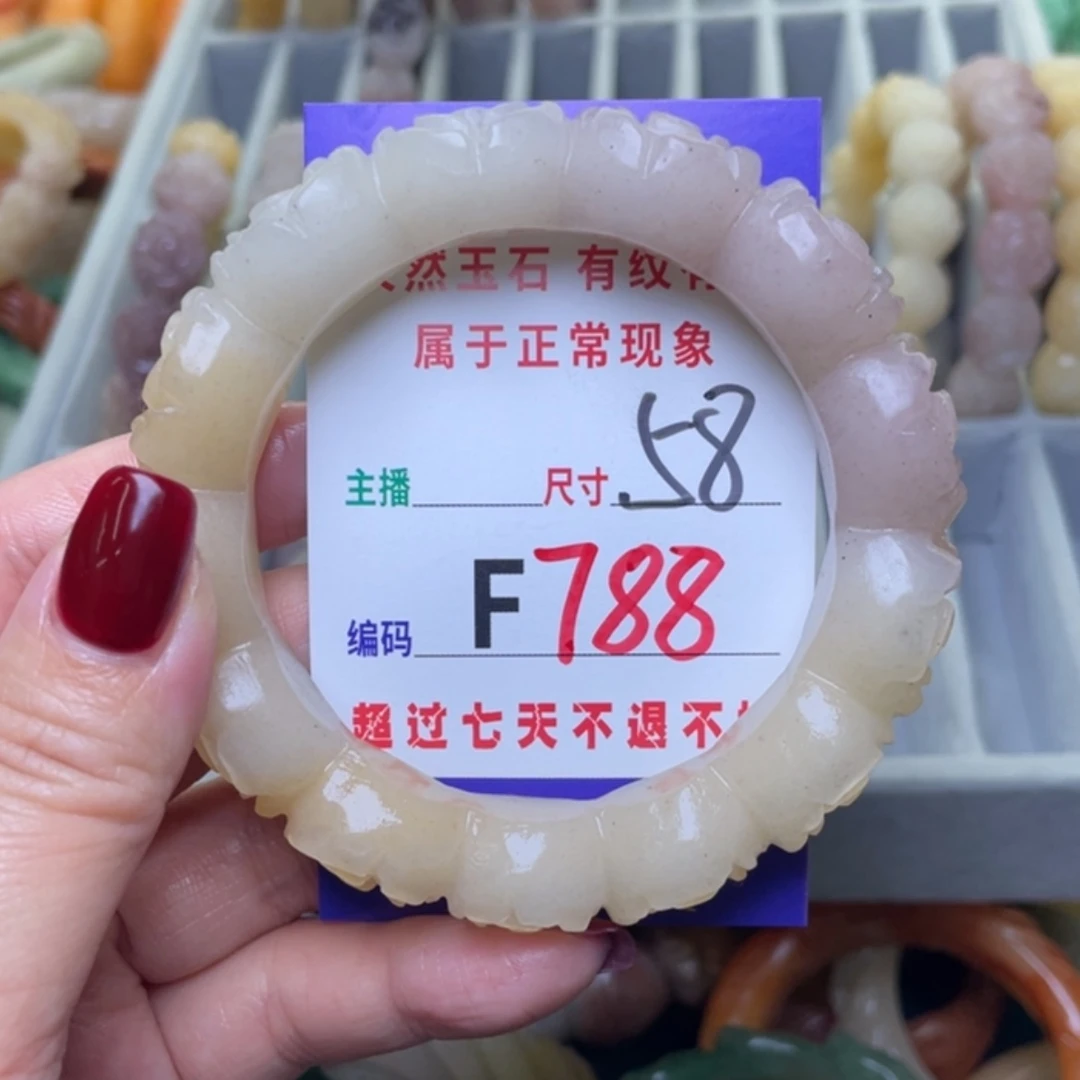 然玉石 有纹
属于正常现象
主播 尺寸 58
编码 F788
超过七天不退不